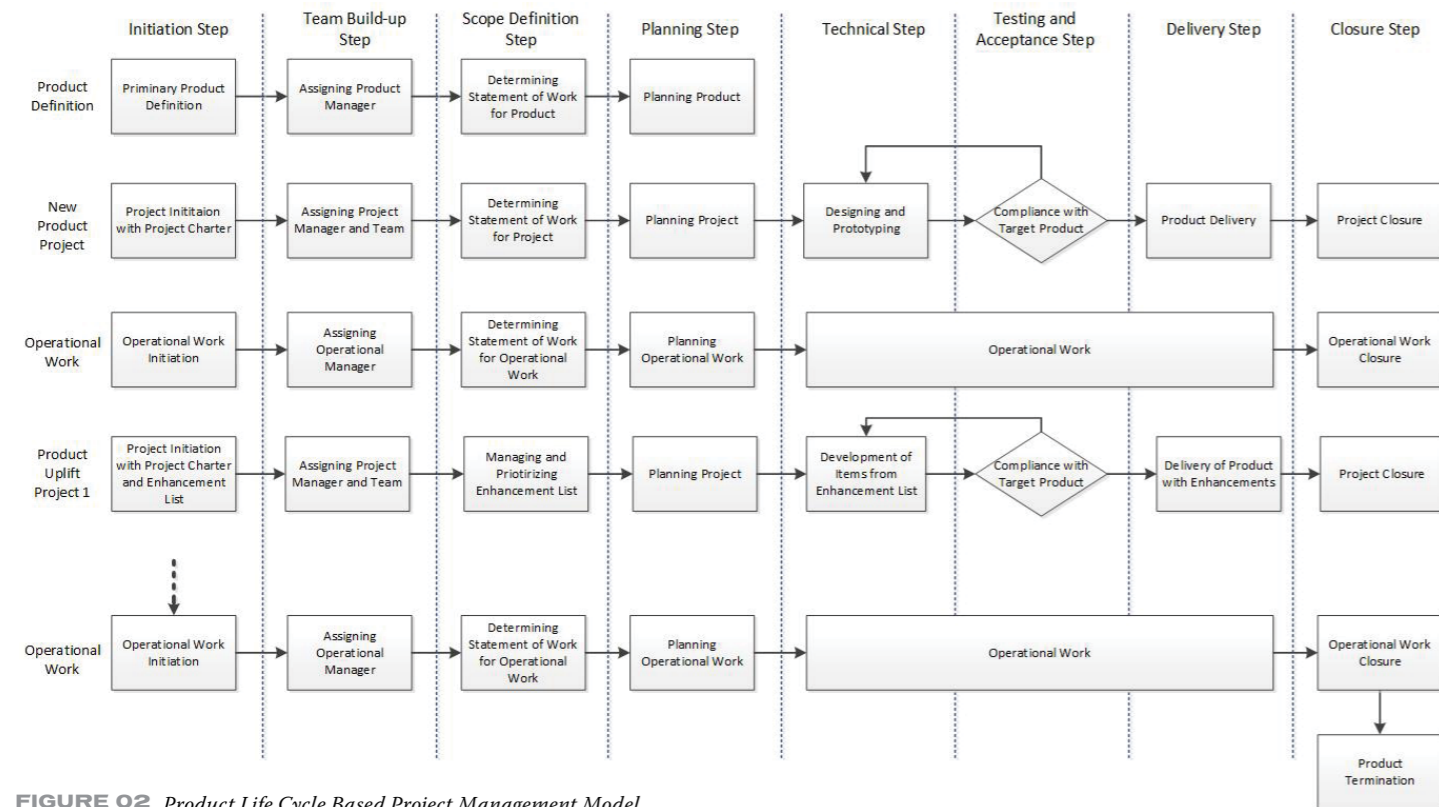 Initiation Step
Team Build-up
Step
Scope Definition
Step
Planning Step
Technical Step
Testing and
Acceptance Step
Delivery Step
Closure Step
Product
Definition
Priminary Product
Definition
Assigning Product
Manager
Determining
Statement of Work
for Product
Planning Product
New
Product
Project
Project Inititaion
with Project Charter
Assigning Project
Manager and Team
Determining
Statement of Work
for Project
Planning Project
Designing and
Prototyping
Compliance with
Target Product
Product Delivery
Project Closure
Operational
Work
Operational Work
Initiation
Assigning
Operational
Manager
Determining
Statement of Work
for Operational
Work
Planning
Operational Work
Operational Work
Operational Work
Closure
Product
Uplift
Project 1
Project Initiation
with Project Charter
and Enhancement
List
Assigning Project
Manager and Team
Managing and
Priotirizing
Enhancement List
Planning Project
Development of
Items from
Enhancement List
Compliance with
Target Product
Delivery of Product
with Enhancements
Project Closure
Operational
Work
Operational Work
Initiation
Assigning
Operational
Manager
Determining
Statement of Work
for Operational
Work
Planning
Operational Work
Operational Work
Operational Work
Closure
Product
Termination
FIGURE 02 Product Life Cycle Based Project Management Model